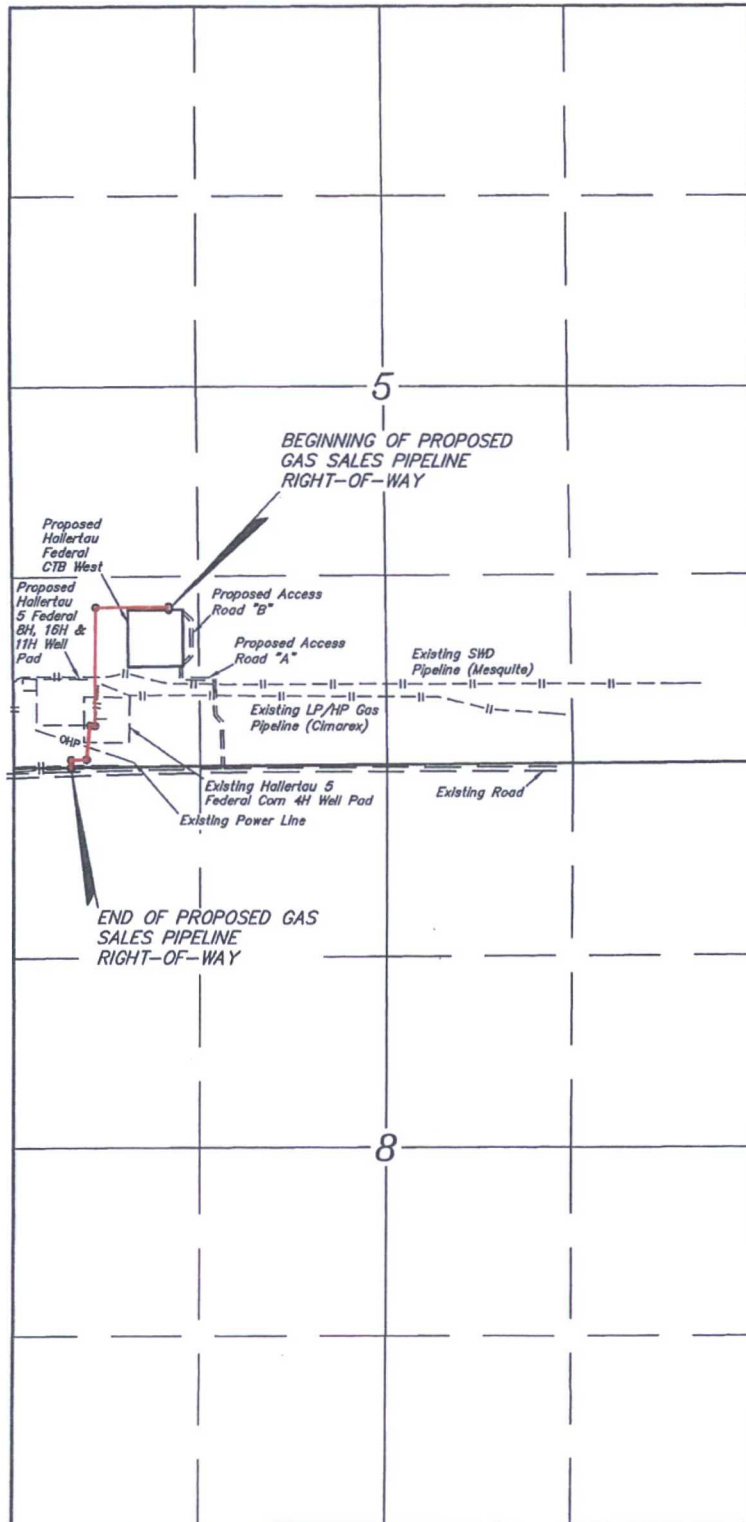 5
BEGINNING OF PROPOSED
GAS SALES PIPELINE
RIGHT-OF-WAY
Proposed
Hallertau
Federal
CTB West
Proposed
Hallertau
5 Federal
8H, 16H &
11H Well
Pad
Proposed Access
Road "B"
Proposed Access
Road "A"
Existing SWD
Pipeline (Mesquite)
Existing LP/HP Gas
Pipeline (Cimarex)
OHP
Existing Hallertau 5
Federal Com 4H Well Pad
Existing Road
Existing Power Line
END OF PROPOSED GAS
SALES PIPELINE
RIGHT-OF-WAY
8